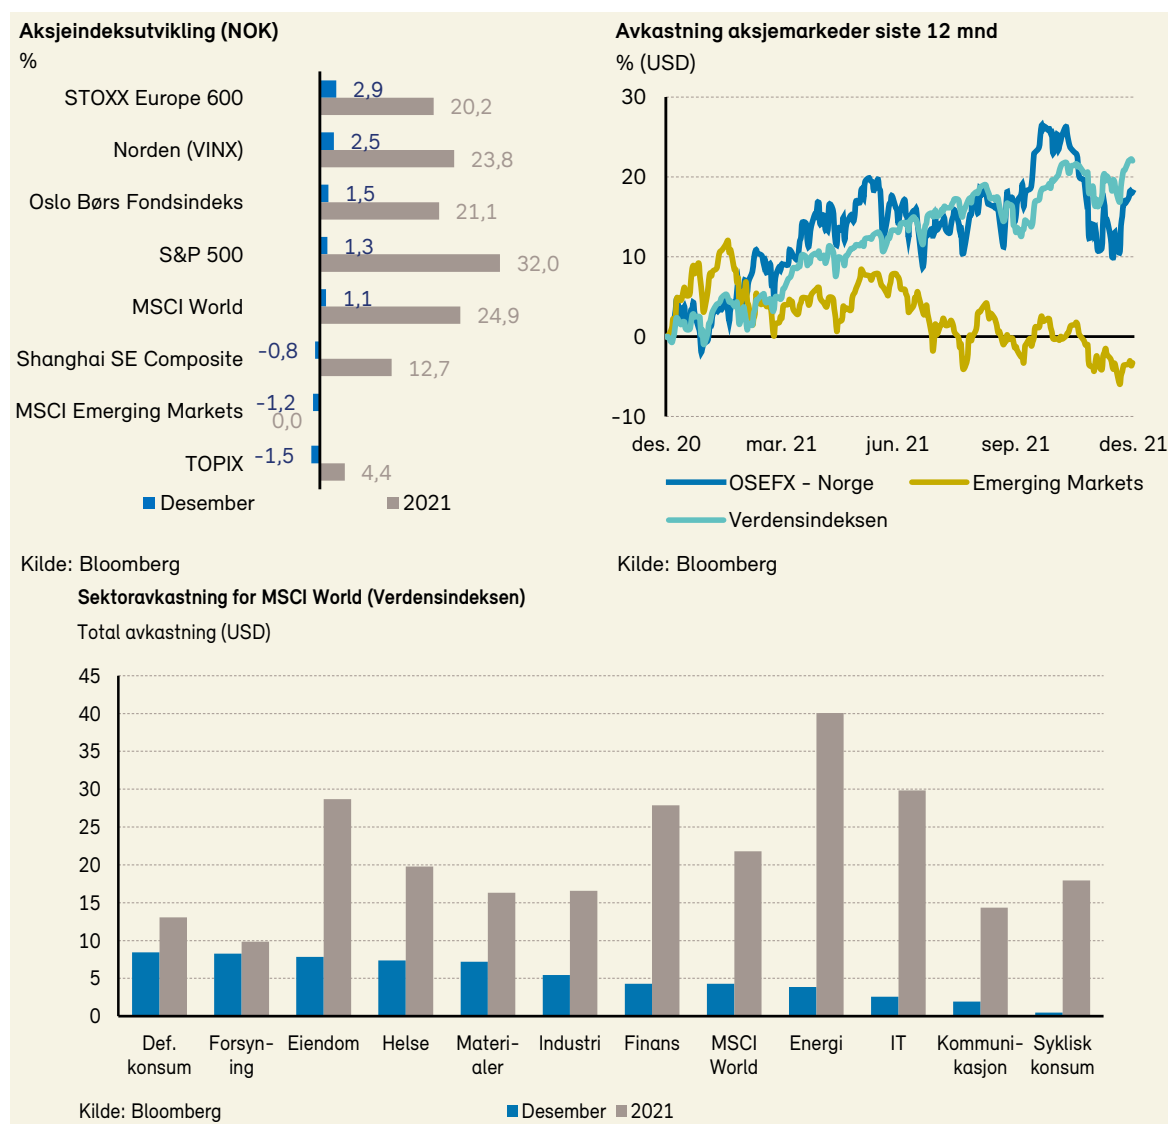 Aksjeindeksutvikling (NOK)
%
STOXX Europe 600
2,9
20,2
Norden (VINX)
2,5
23,8
Oslo Børs Fondsindeks
1,5
21,1
S&P 500
1,3
32,0
MSCI World
1,1
24,9
Shanghai SE Composite
-0,8
12,7
MSCI Emerging Markets
-1,2
0,0
TOPIX
-1,5
4,4
Desember 2021
Kilde: Bloomberg
Avkastning aksjemarkeder siste 12 mnd
% (USD)
30
20
10
0
-10
des. 20 mar. 21 jun. 21 sep. 21 des. 21
OSEFX - Norge Emerging Markets
Verdensindeksen
Kilde: Bloomberg
Sektoravkastning for MSCI World (Verdensindeksen)
Total avkastning (USD)
45
40
35
30
25
20
15
10
5
0
Def. Forsyn- Eiendom Helse Materi- Industri Finans MSCI Energi IT Kommuni- Syklisk
konsum ing aler World kasjon konsum
Kilde: Bloomberg
Desember 2021